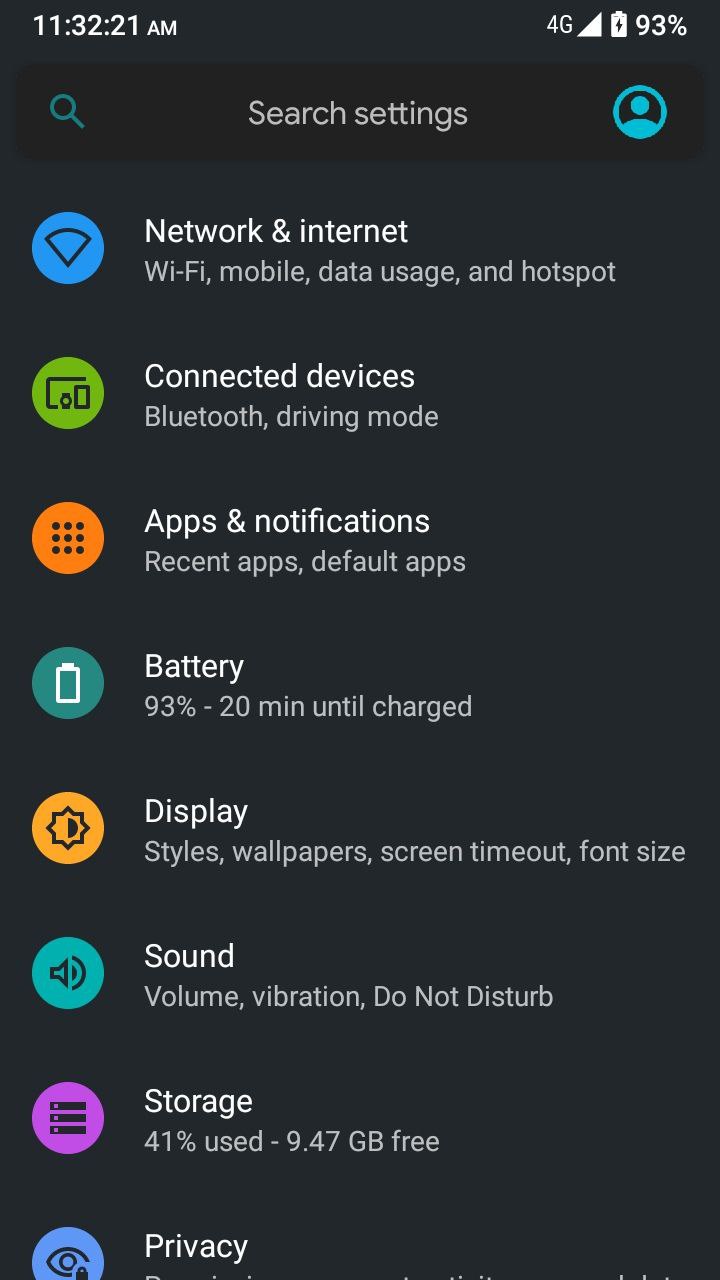 11:32:21 AM 4G 93%
Search settings
Network & internet
Wi-Fi, mobile, data usage, and hotspot
Connected devices
Bluetooth, driving mode
Apps & notifications
Recent apps, default apps
Battery
93% - 20 min until charged
Display
Styles, wallpapers, screen timeout, font size
Sound
Volume, vibration, Do Not Disturb
Storage
41% used - 9.47 GB free
Privacy